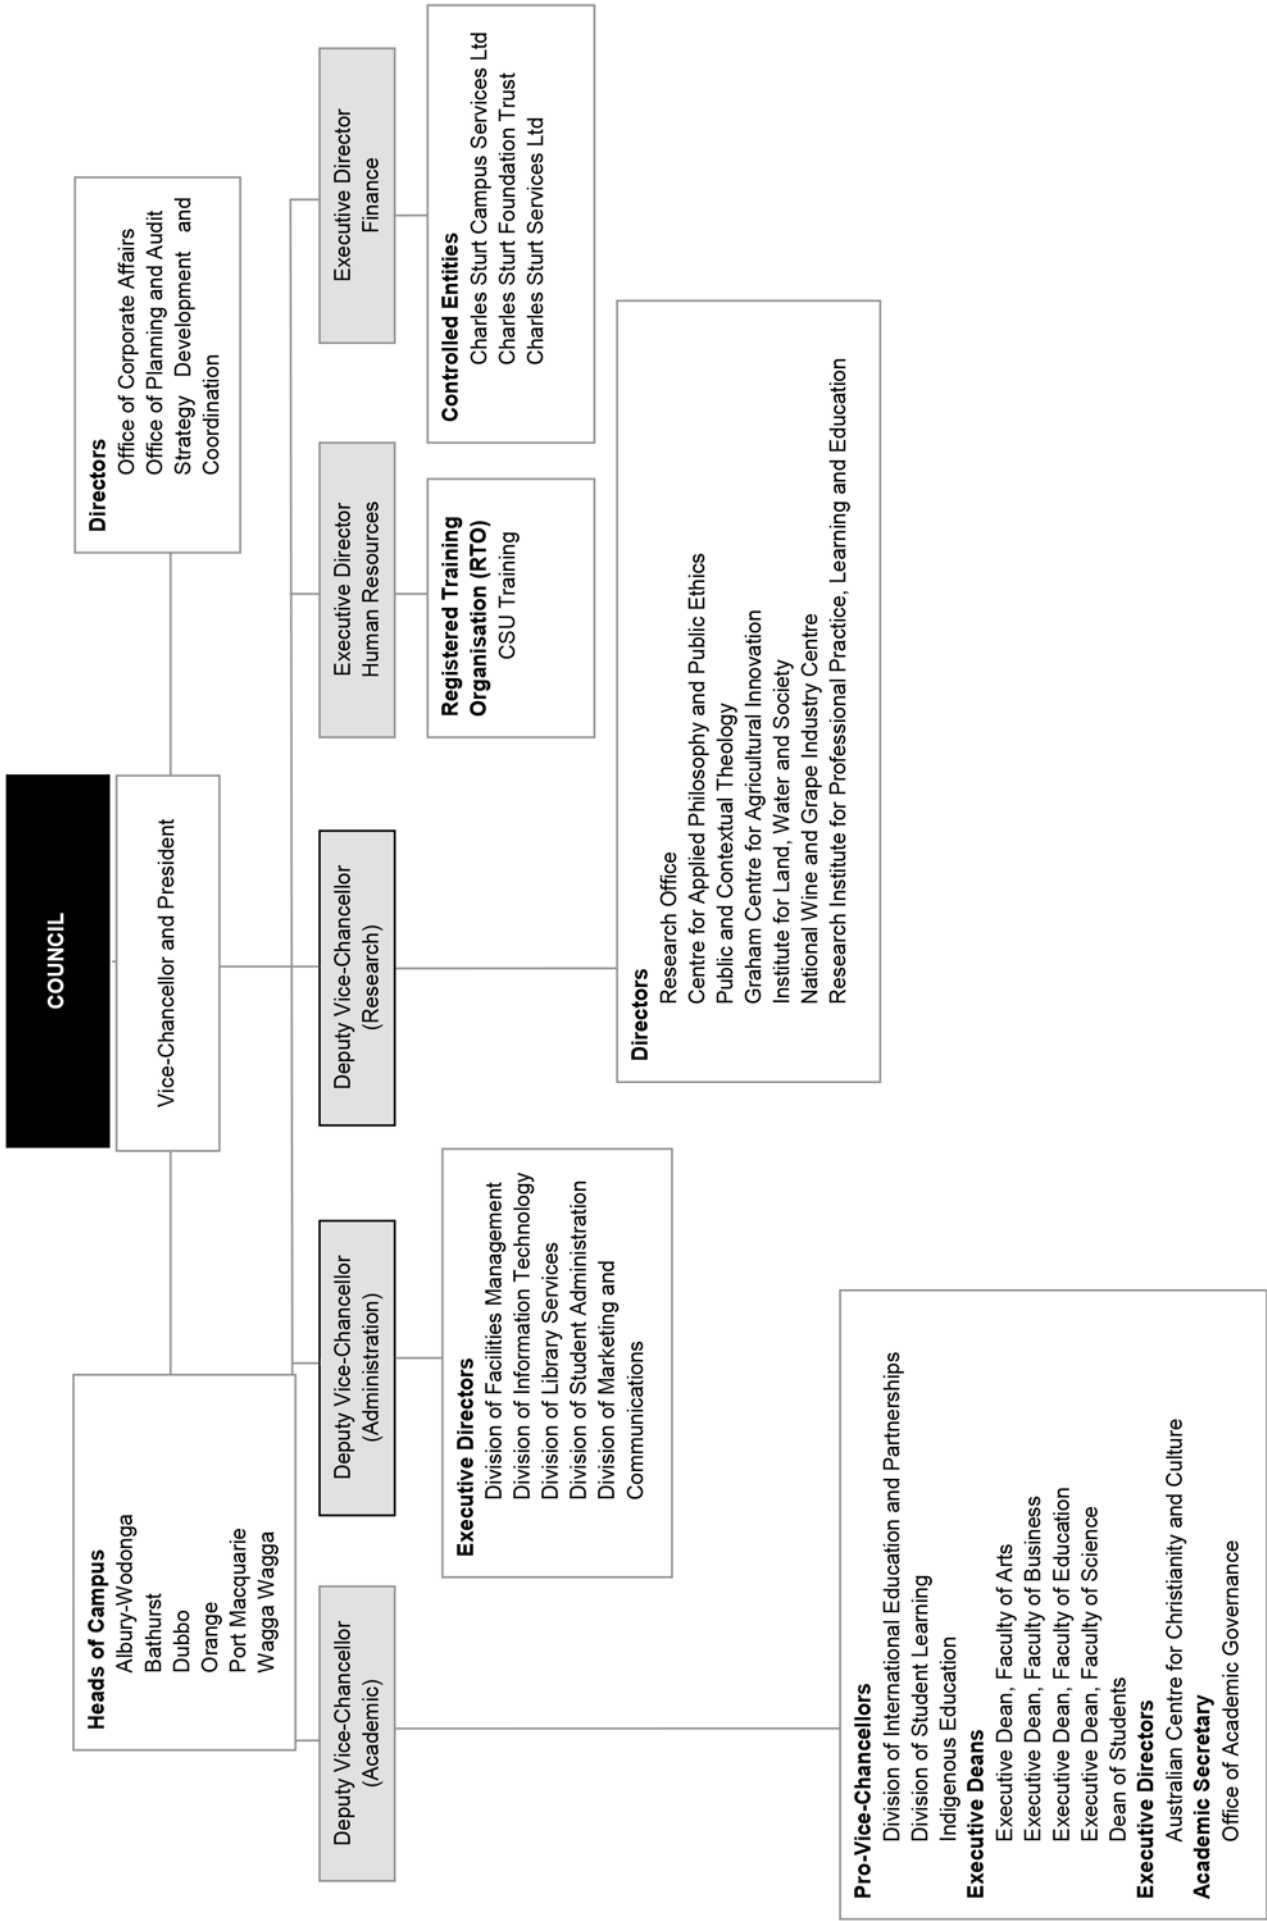 COUNCIL
Vice-Chancellor and President
Heads of Campus
Albury-Wodonga
Bathurst
Dubbo
Orange
Port Macquarie
Wagga Wagga
Directors
Office of Corporate Affairs
Office of Planning and Audit
Strategy Development and
Coordination
Deputy Vice-Chancellor
(Academic)
Deputy Vice-Chancellor
(Administration)
Deputy Vice-Chancellor
(Research)
Executive Director
Human Resources
Executive Director
Finance
Pro-Vice-Chancellors
Division of International Education and Partnerships
Division of Student Learning
Indigenous Education
Executive Deans
Executive Dean, Faculty of Arts
Executive Dean, Faculty of Business
Executive Dean, Faculty of Education
Executive Dean, Faculty of Science
Dean of Students
Executive Directors
Australian Centre for Christianity and Culture
Academic Secretary
Office of Academic Governance
Executive Directors
Division of Facilities Management
Division of Information Technology
Division of Library Services
Division of Student Administration
Division of Marketing and
Communications
Directors
Research Office
Centre for Applied Philosophy and Public Ethics
Public and Contextual Theology
Graham Centre for Agricultural Innovation
Institute for Land, Water and Society
National Wine and Grape Industry Centre
Research Institute for Professional Practice, Learning and Education
Registered Training
Organisation (RTO)
CSU Training
Controlled Entities
Charles Sturt Campus Services Ltd
Charles Sturt Foundation Trust
Charles Sturt Services Ltd